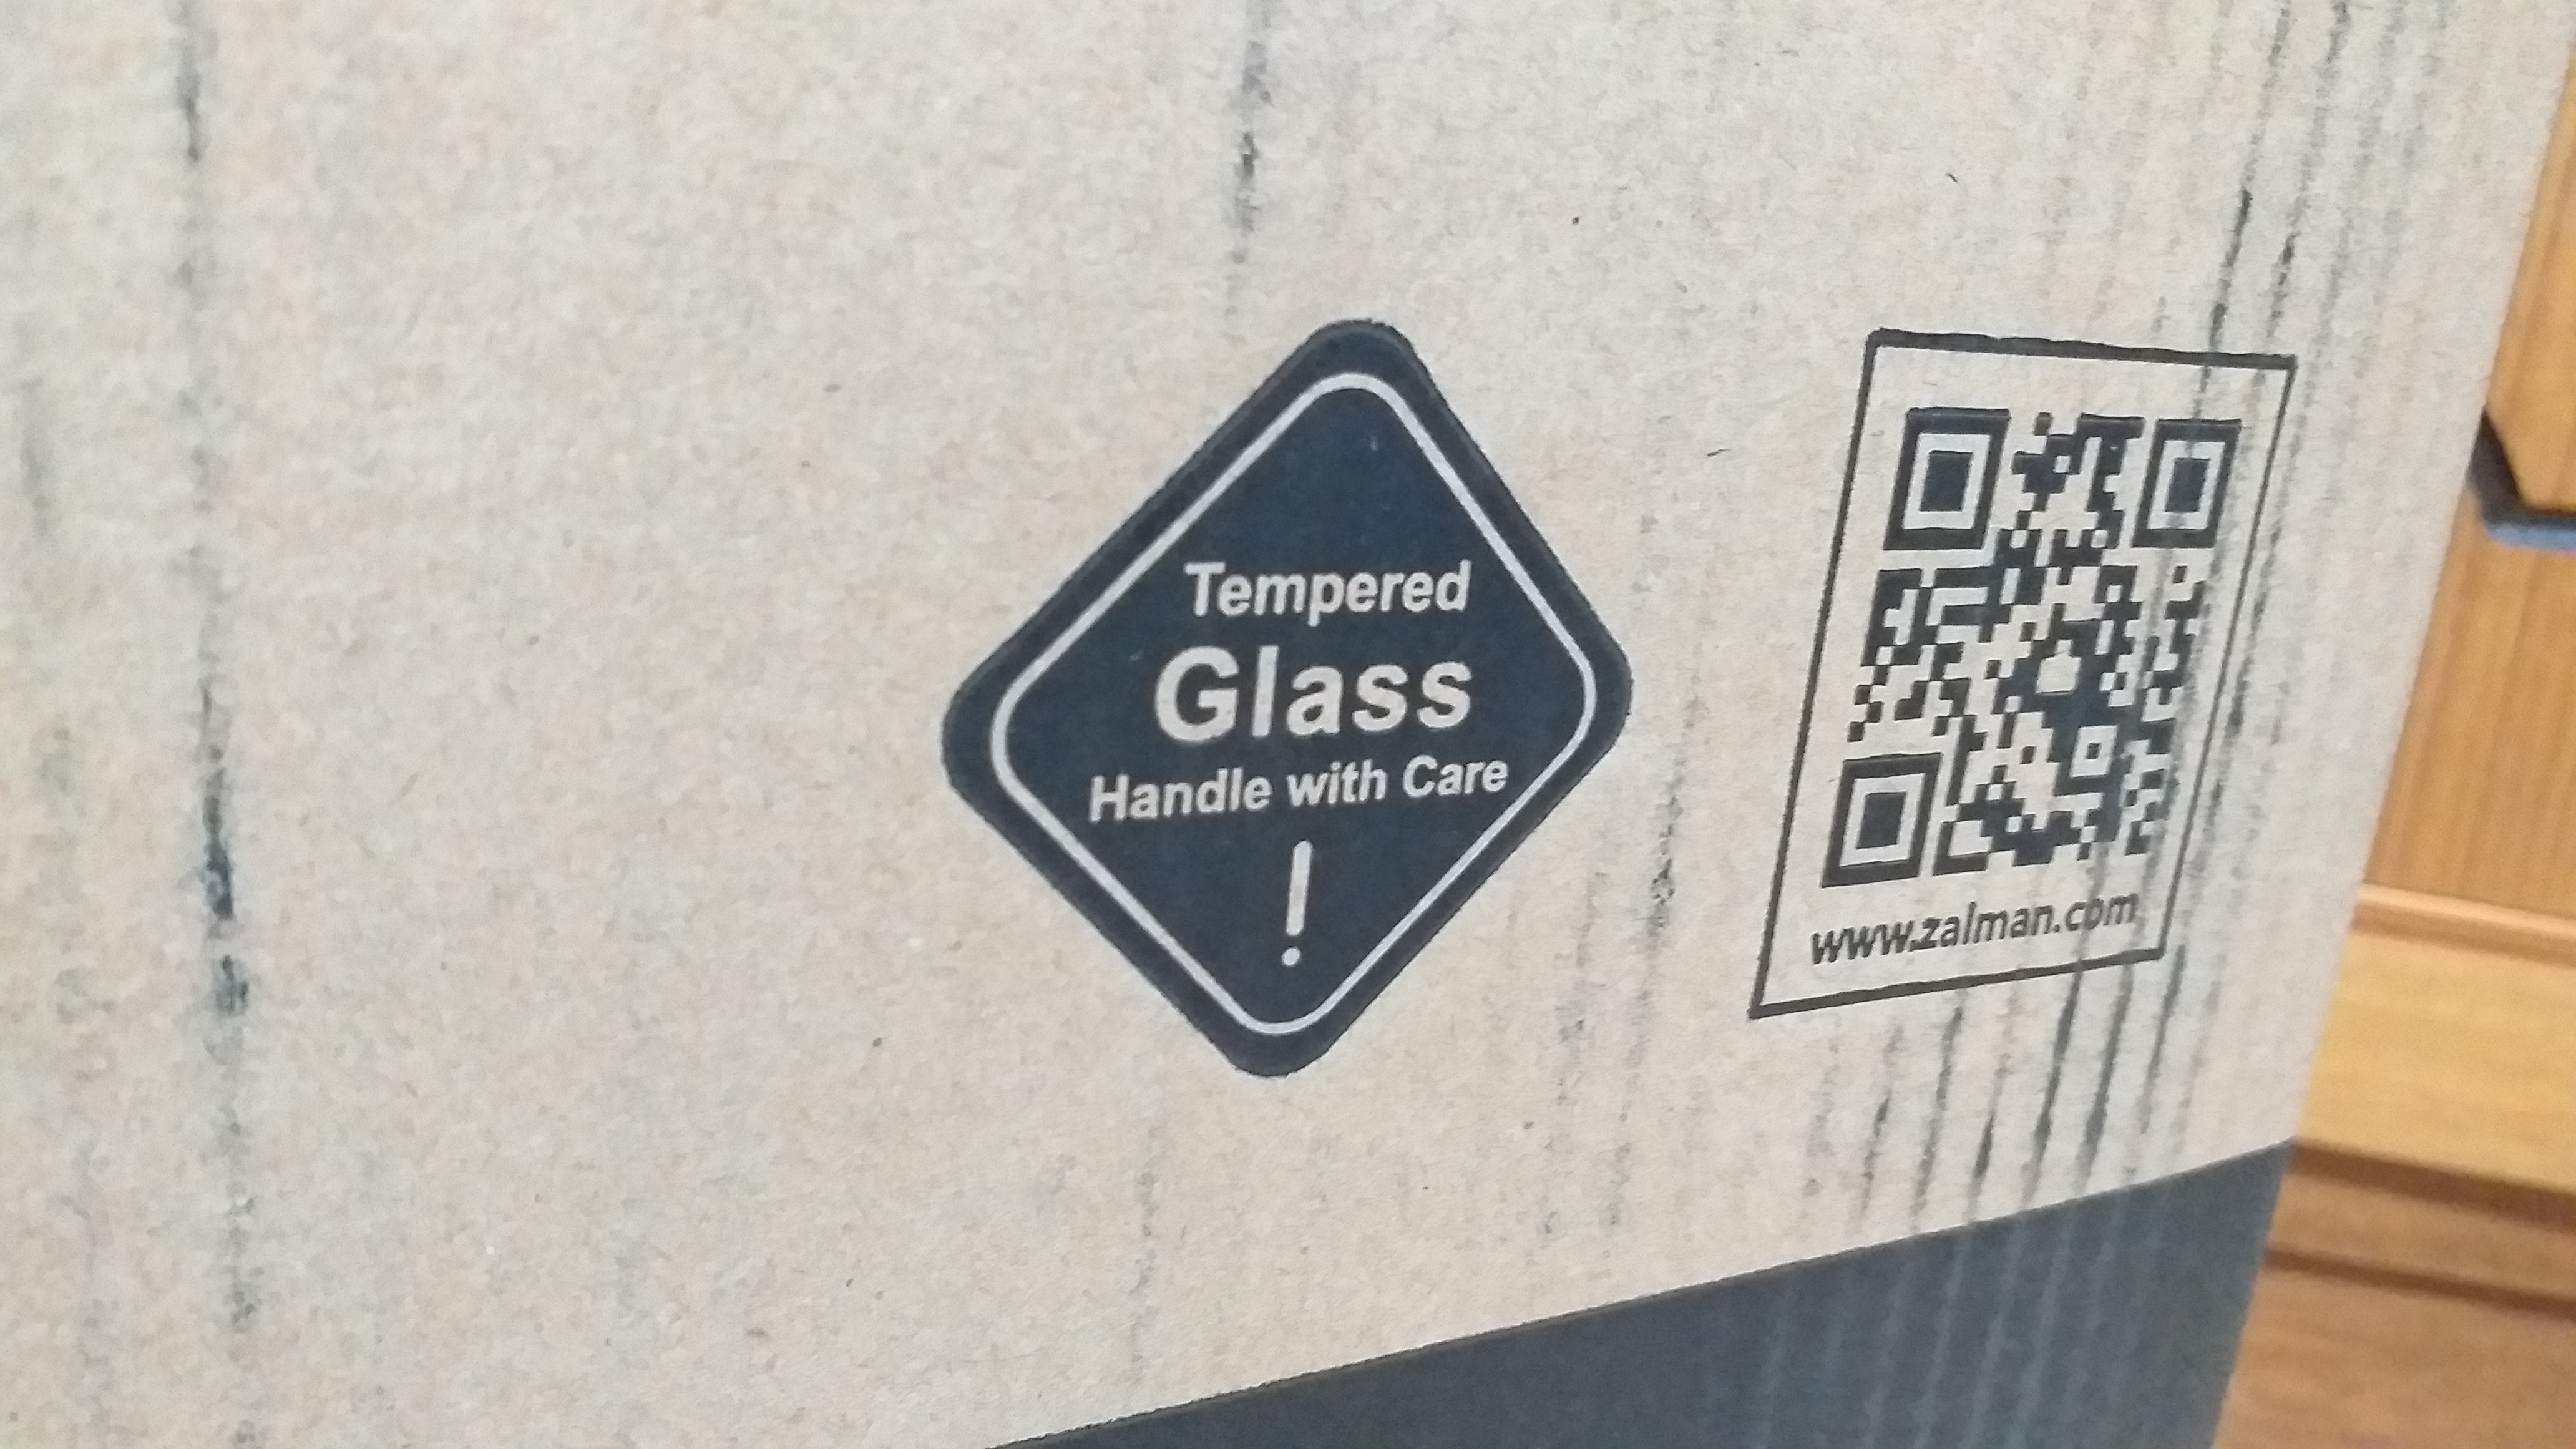 Tempered
Glass
Handle with Care
!
www.zalman.com